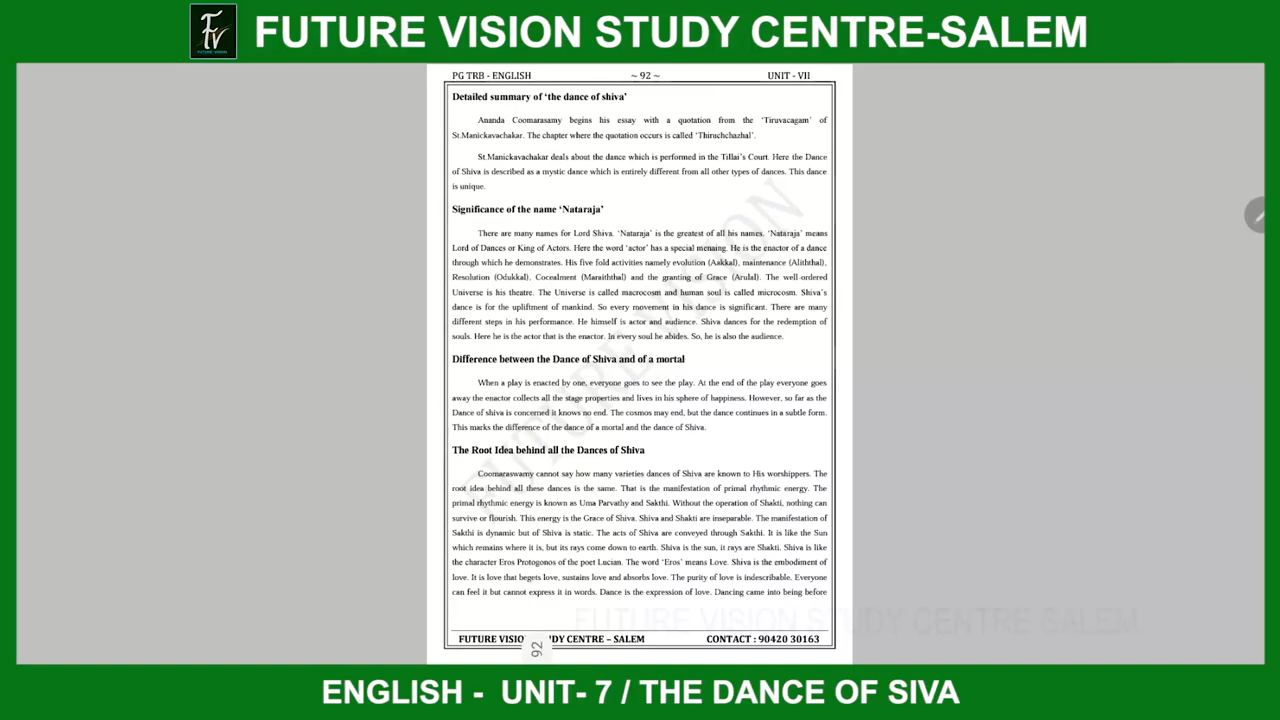 Tv
FUTURE VISION
FUTURE VISION STUDY CENTRE-SALEM
PG TRB - ENGLISH ~ 92 ~ UNIT - VII
Detailed summary of ‘the dance of shiva’
Ananda Coomarasamy begins his essay with a quotation from the ‘Tiruvacagam’ of
St.Manickavachakar. The chapter where the quotation occurs is called ‘Thiruchchazhal’.
St.Manickavachakar deals about the dance which is performed in the Tillai’s Court. Here the Dance
of Shiva is described as a mystic dance which is entirely different from all other types of dances. This dance
is unique.
Significance of the name ‘Nataraja’
There are many names for Lord Shiva. ‘Nataraja’ is the greatest of all his names. ‘Nataraja’ means
Lord of Dances or King of Actors. Here the word ‘actor’ has a special menaing. He is the enactor of a dance
through which he demonstrates. His five fold activities namely evolution (Aakkal), maintenance (Aliththal),
Resolution (Odukkal), Cocealment (Maraiththal) and the granting of Grace (Arulal). The well-ordered
Universe is his theatre. The Universe is called macrocosm and human soul is called microcosm. Shiva’s
dance is for the upliftment of mankind. So every movement in his dance is significant. There are many
different steps in his performance. He himself is actor and audience. Shiva dances for the redemption of
souls. Here he is the actor that is the enactor. In every soul he abides. So, he is also the audience.
Difference between the Dance of Shiva and of a mortal
When a play is enacted by one, everyone goes to see the play. At the end of the play everyone goes
away the enactor collects all the stage properties and lives in his sphere of happiness. However, so far as the
Dance of shiva is concerned it knows no end. The cosmos may end, but the dance continues in a subtle form.
This marks the difference of the dance of a mortal and the dance of Shiva.
The Root Idea behind all the Dances of Shiva
Coomaraswamy cannot say how many varieties dances of Shiva are known to His worshippers. The
root idea behind all these dances is the same. That is the manifestation of primal rhythmic energy. The
primal rhythmic energy is known as Uma Parvathy and Sakthi. Without the operation of Shakti, nothing can
survive or flourish. This energy is the Grace of Shiva. Shiva and Shakti are inseparable. The manifestation of
Sakthi is dynamic but of Shiva is static. The acts of Shiva are conveyed through Sakthi. It is like the Sun
which remains where it is, but its rays come down to earth. Shiva is the sun, it rays are Shakti. Shiva is like
the character Eros Protogonos of the poet Lucian. The word ‘Eros’ means Love. Shiva is the embodiment of
love. It is love that begets love, sustains love and absorbs love. The purity of love is indescribable. Everyone
can feel it but cannot express it in words. Dance is the expression of love. Dancing came into being before
FUTURE VISION
FUTURE VISION STUDY CENTRE SALEM
FUTURE VISIO DY CENTRE – SALEM CONTACT : 90420 30163
92
ENGLISH - UNIT- 7 / THE DANCE OF SIVA